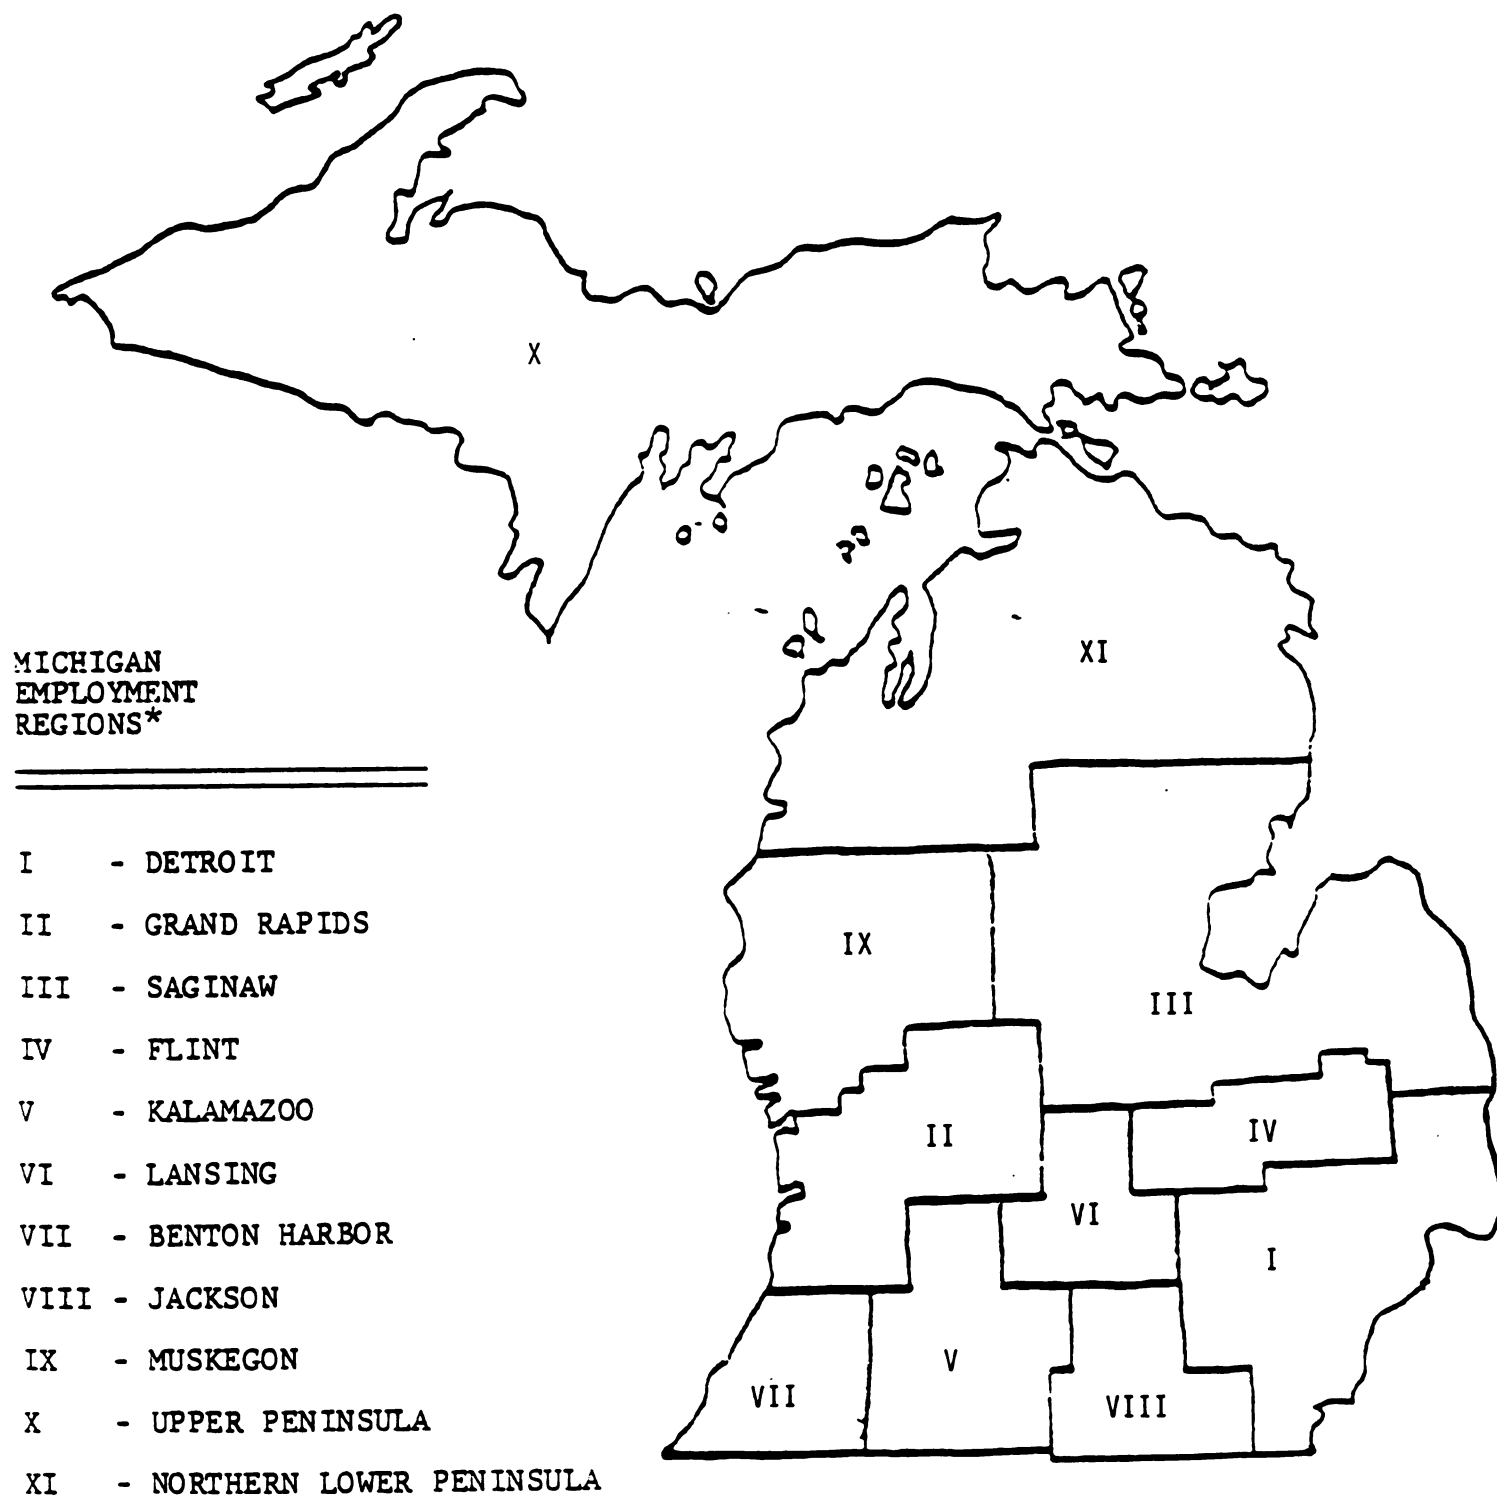 X
XI
MICHIGAN
EMPLOYMENT
REGIONS*
I - DETROIT
II - GRAND RAPIDS
IX
III - SAGINAW
III
IV - FLINT
V - KALAMAZOO
II
IV
VI - LANSING
VI
VII - BENTON HARBOR
I
VIII - JACKSON
IX - MUSKEGON
V
VII
VIII
X - UPPER PENINSULA
XI - NORTHERN LOWER PENINSULA